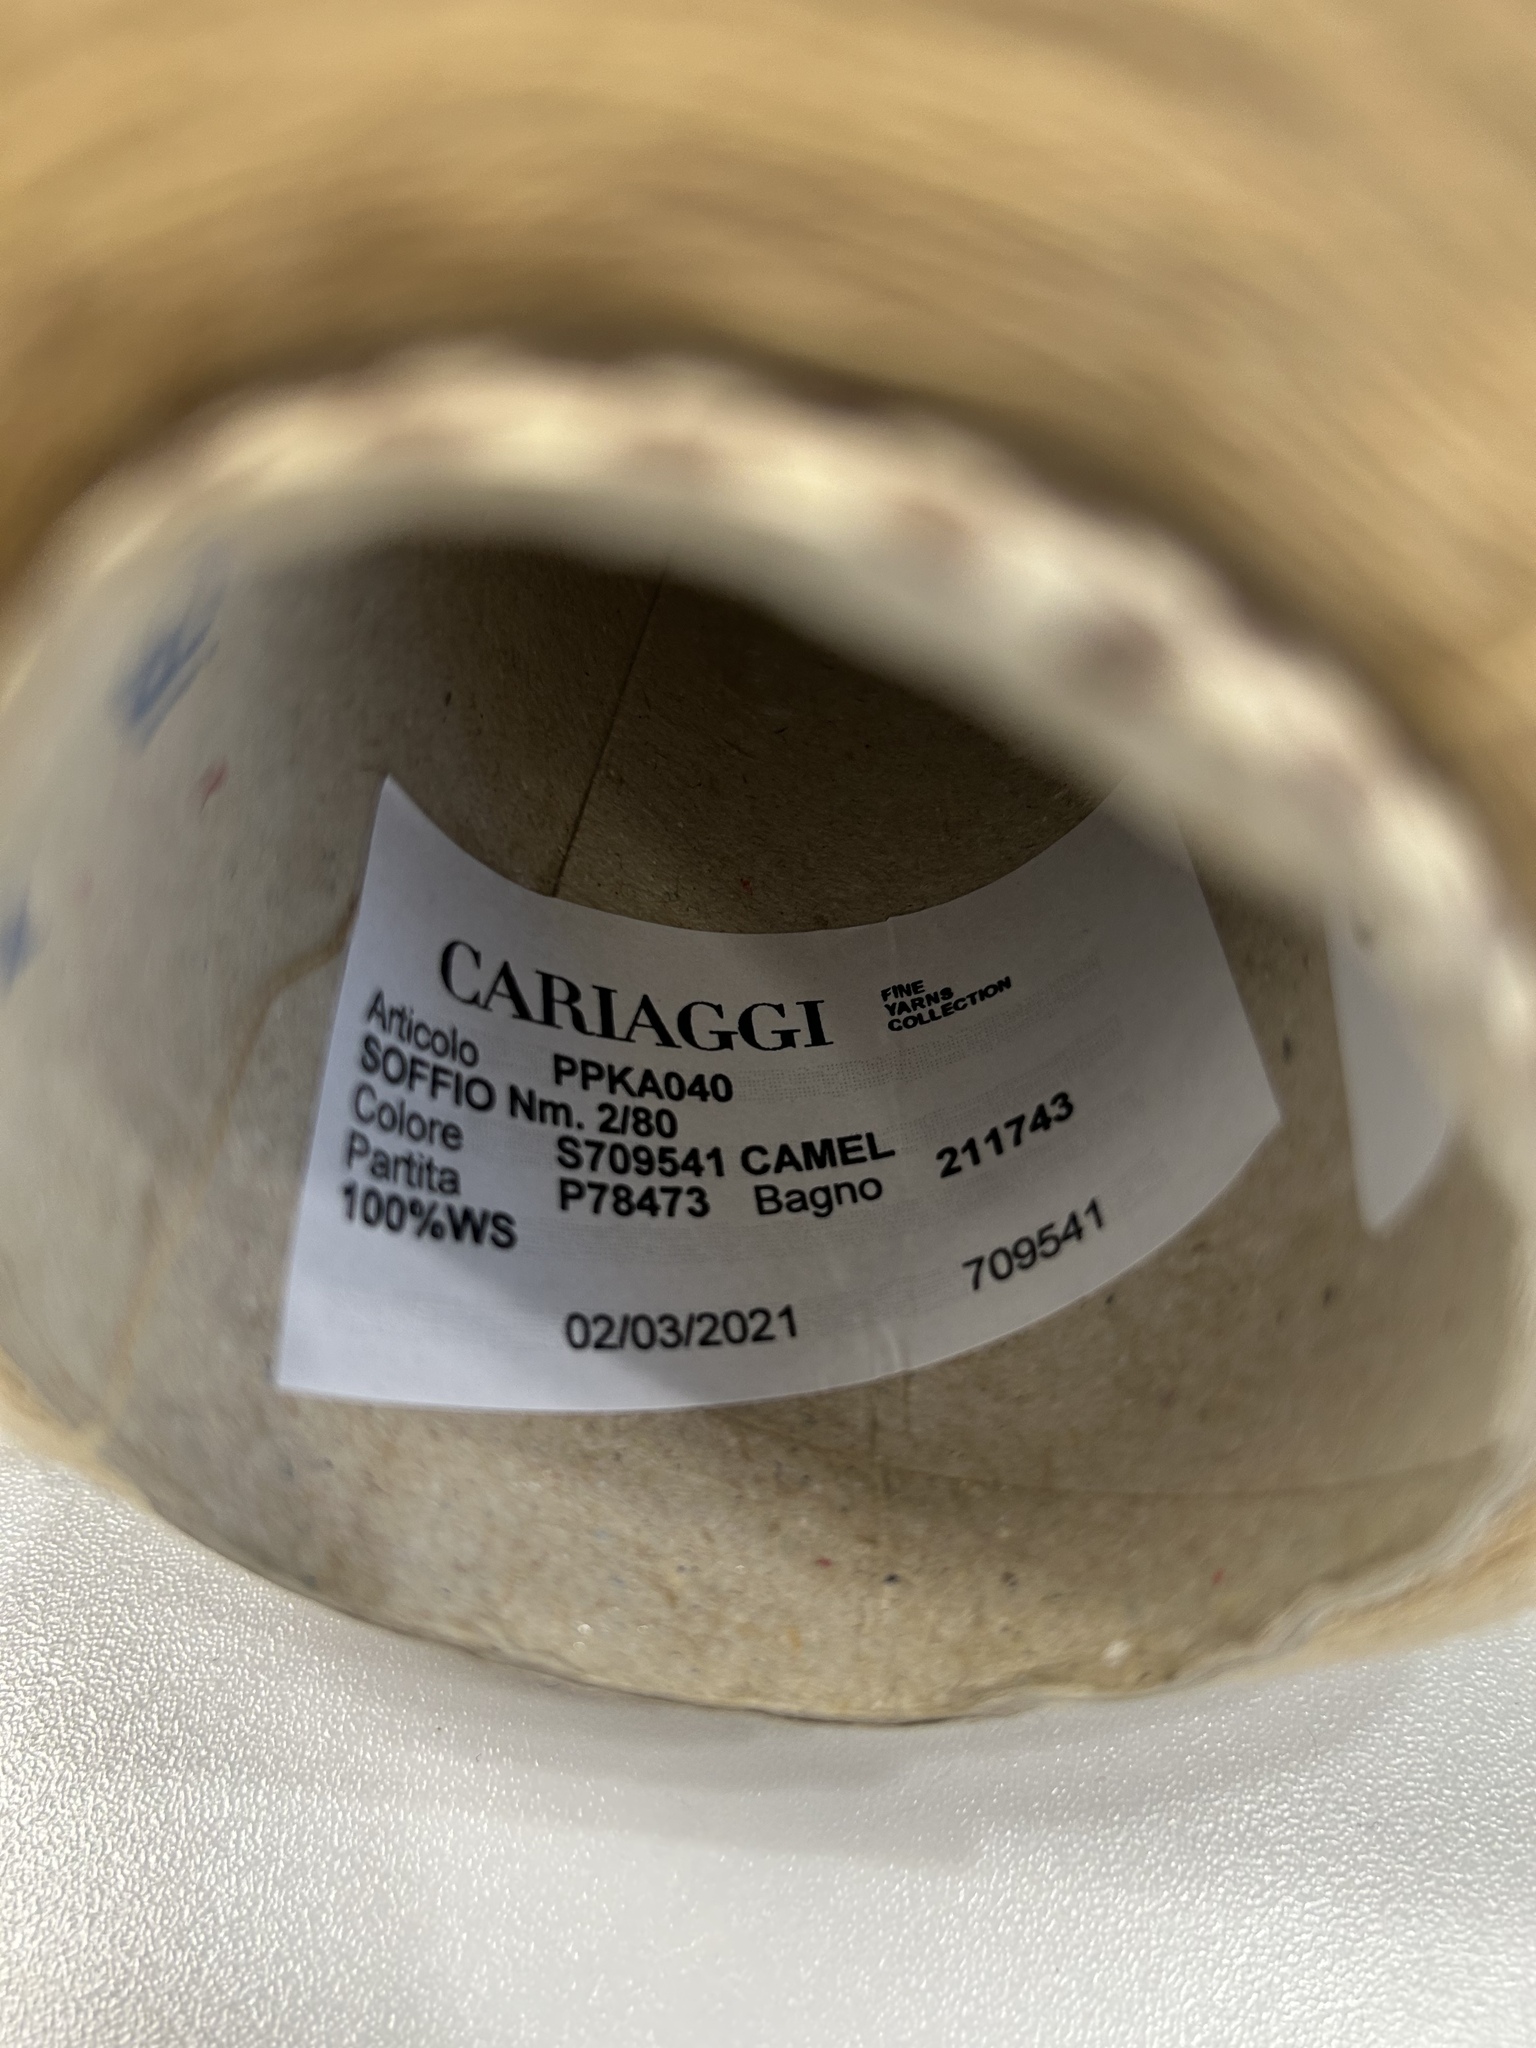 CARIAGGI
FINE
YARNS
COLLECTION
Articolo PPKA040
SOFFIO Nm. 2/80
Colore S709541 CAMEL
Partita P78473 Bagno 211743
100%WS
709541
02/03/2021